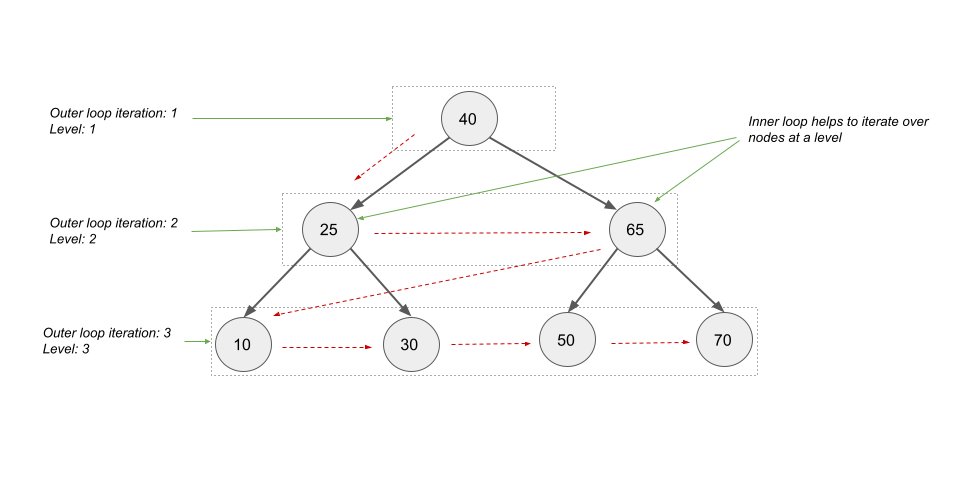 Outer loop iteration: 1
Level: 1
40
Inner loop helps to iterate over
nodes at a level
Outer loop iteration: 2
Level: 2
25
65
Outer loop iteration: 3
Level: 3
10
30
50
70